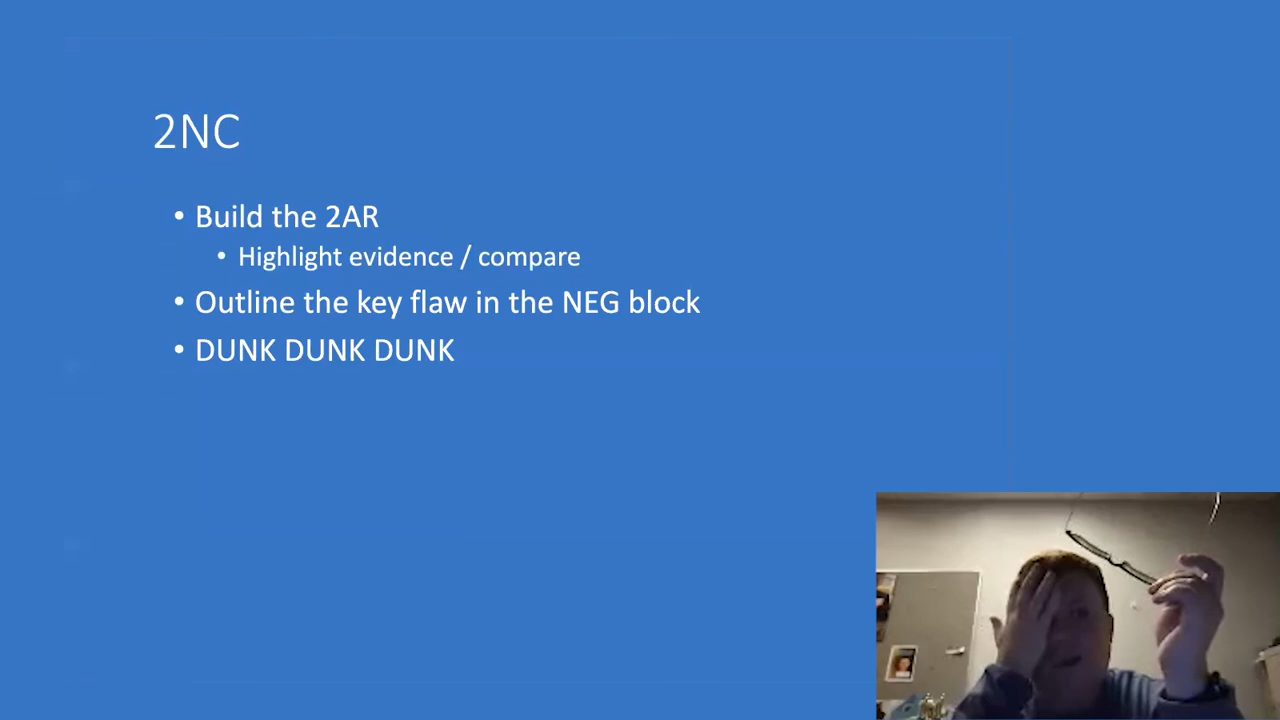 2NC
• Build the 2AR
• Highlight evidence / compare
• Outline the key flaw in the NEG block
• DUNK DUNK DUNK